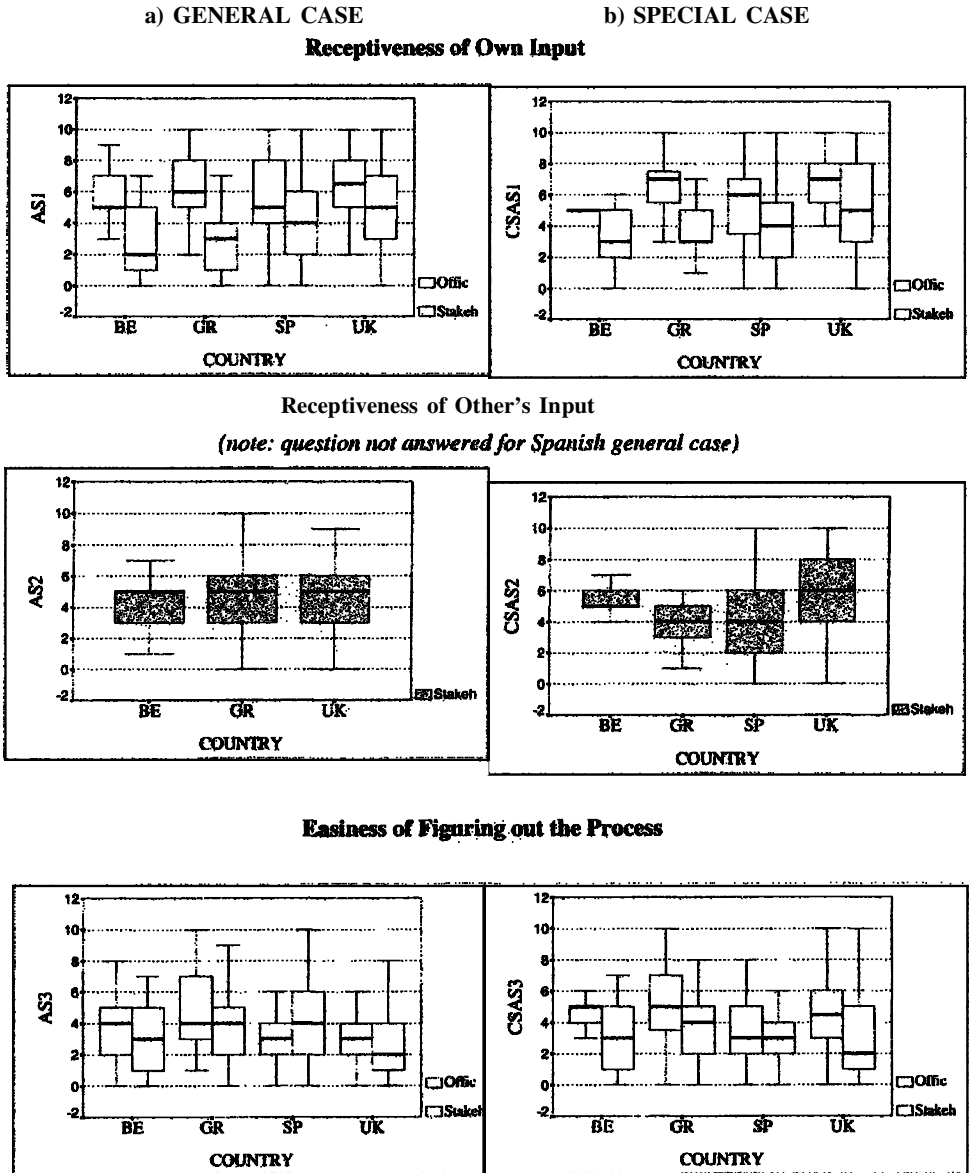 a) GENERAL CASE
b) SPECIAL CASE
Receptiveness of Own Input
12
10
8
6
4
2
0
-2
AS1
BE GR SP UK
COUNTRY
Offic
Stakeh
12
10
8
6
4
2
0
-2
CSAS1
BE GR SP UK
COUNTRY
Offic
Stakeh
Receptiveness of Other's Input
(note: question not answered for Spanish general case)
12
10
8
6
4
2
0
-2
AS2
BE GR UK
COUNTRY
Stakeh
12
10
8
6
4
2
0
-2
CSAS2
BE GR SP UK
COUNTRY
Stakeh
Easiness of Figuring out the Process
12
10
8
6
4
2
0
-2
AS3
BE GR SP UK
COUNTRY
Offic
Stakeh
12
10
8
6
4
2
0
-2
CSAS3
BE GR SP UK
COUNTRY
Offic
Stakeh